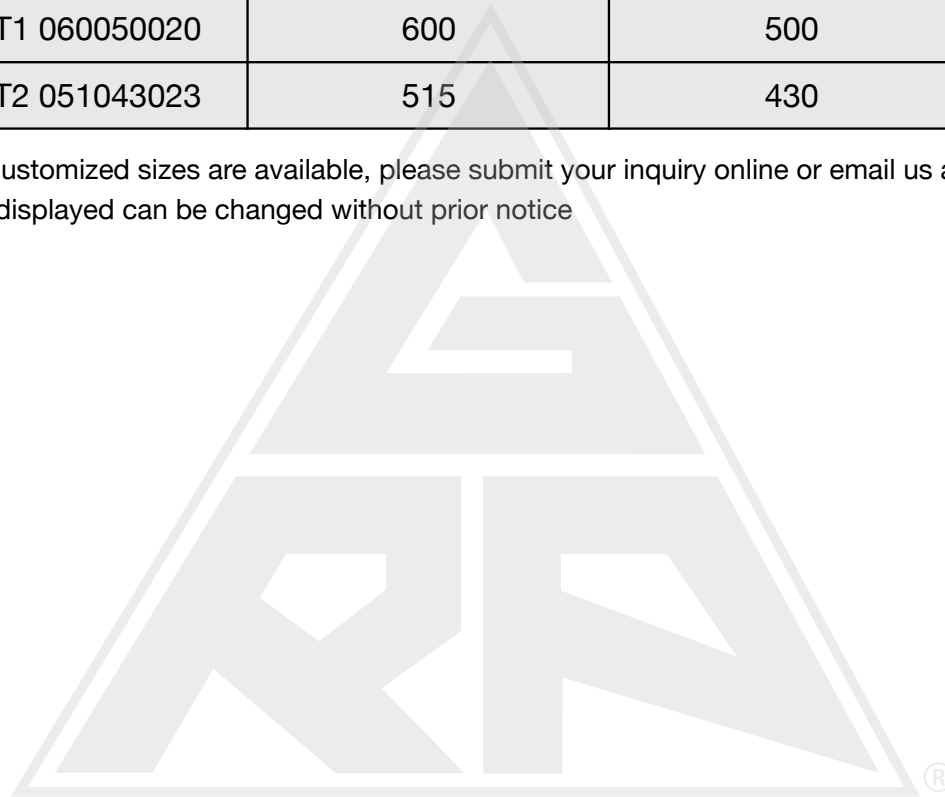 T1 060050020 600 500
T2 051043023 515 430
ustomized sizes are available, please submit your inquiry online or email us a
displayed can be changed without prior notice
GRP
®